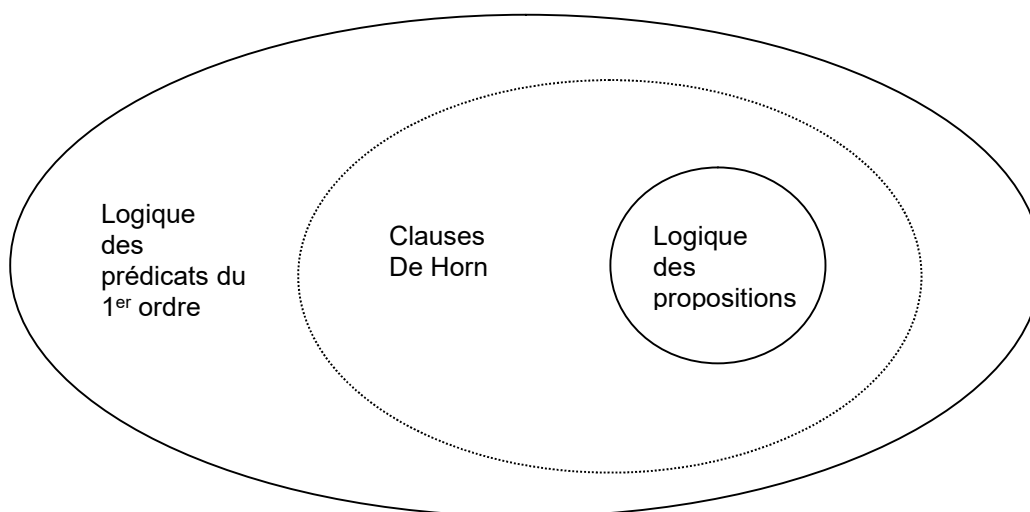 Logique
des
prédicats du
1er ordre
Clauses
De Horn
Logique
des
propositions